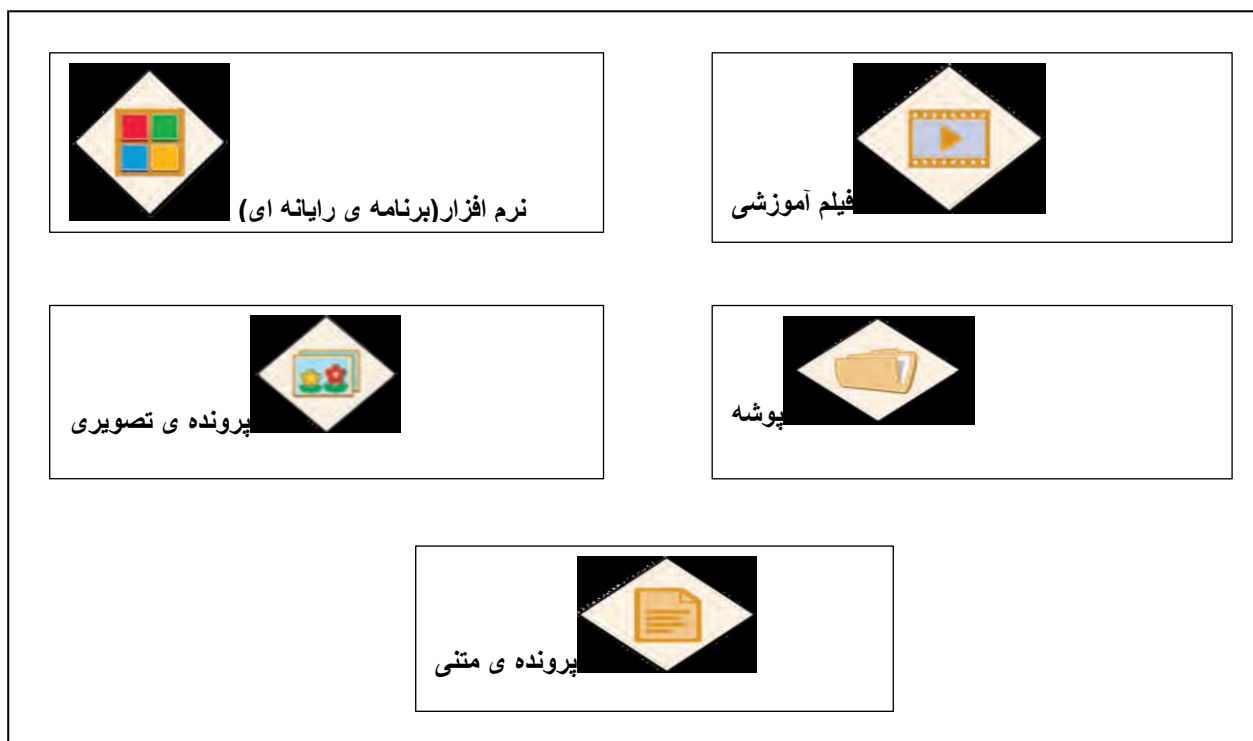 فیلم آموزشی
نرم افزار(برنامه ی رایانه ای)
پوشه
پرونده ی تصویری
پرونده ی متنی